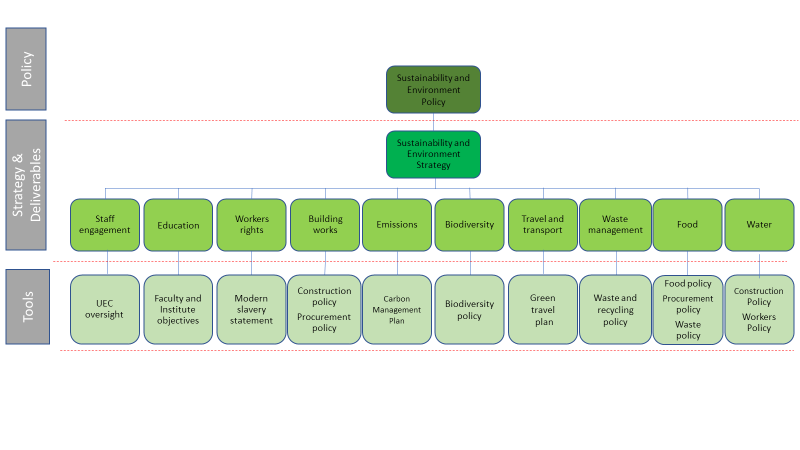 Policy
Sustainability and
Environment
Policy
Strategy &
Deliverables
Sustainability and
Environment
Strategy
Staff
engagement
Education
Workers
rights
Building
works
Emissions
Biodiversity
Travel and
transport
Waste
management
Food
Water
Tools
UEC
oversight
Faculty and
Institute
objectives
Modern
slavery
statement
Construction
policy
Procurement
policy
Carbon
Management
Plan
Biodiversity
policy
Green
travel
plan
Waste and
recycling
policy
Food policy
Procurement
policy
Waste
policy
Construction
Policy
Workers
Policy